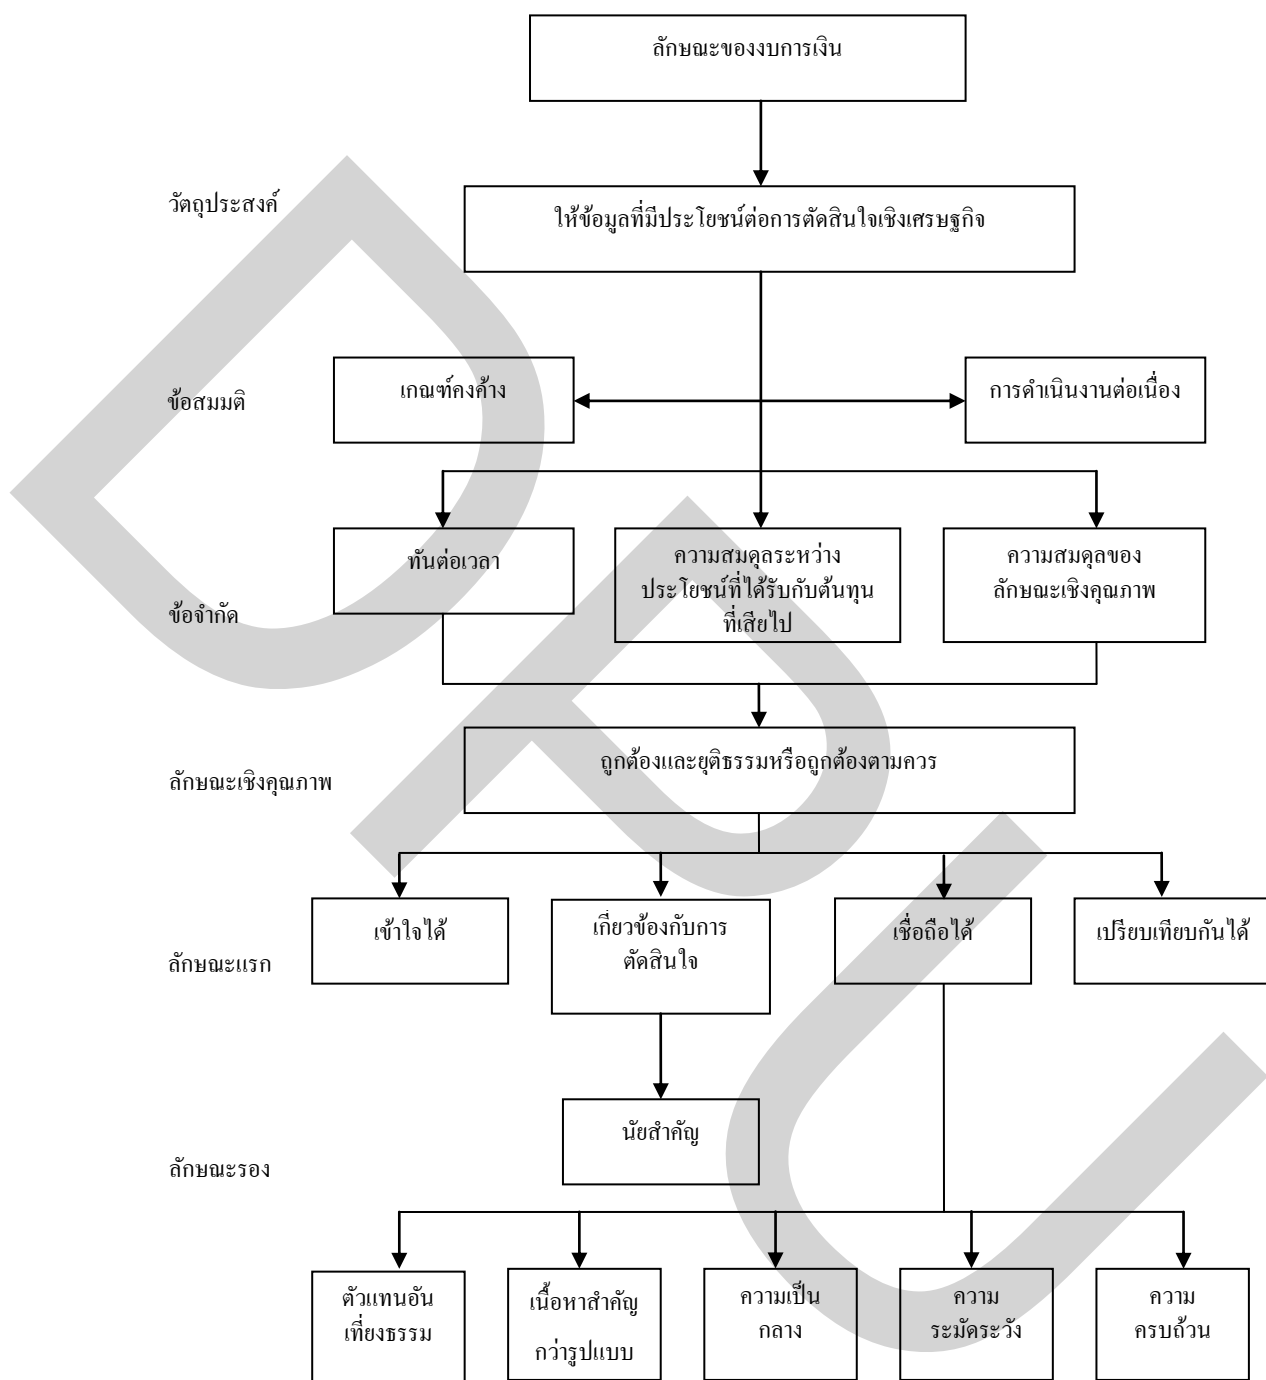 ลักษณะของงบการเงิน
วัตถุประสงค์
ให้ข้อมูลที่มีประโยชน์ต่อการตัดสินใจเชิงเศรษฐกิจ
ข้อสมมติ
เกณฑ์คงค้าง
การดำเนินงานต่อเนื่อง
ข้อจำกัด
ทันต่อเวลา
ความสมดุลระหว่าง
ประโยชน์ที่ได้รับกับต้นทุน
ที่เสียไป
ความสมดุลของ
ลักษณะเชิงคุณภาพ
ลักษณะเชิงคุณภาพ
ถูกต้องและยุติธรรมหรือถูกต้องตามควร
ลักษณะแรก
เข้าใจได้
เกี่ยวข้องกับการ
ตัดสินใจ
เชื่อถือได้
เปรียบเทียบกันได้
ลักษณะรอง
นัยสำคัญ
ตัวแทนอัน
เที่ยงธรรม
เนื้อหาสำคัญ
กว่ารูปแบบ
ความเป็น
กลาง
ความ
ระมัดระวัง
ความ
ครบถ้วน
DPU